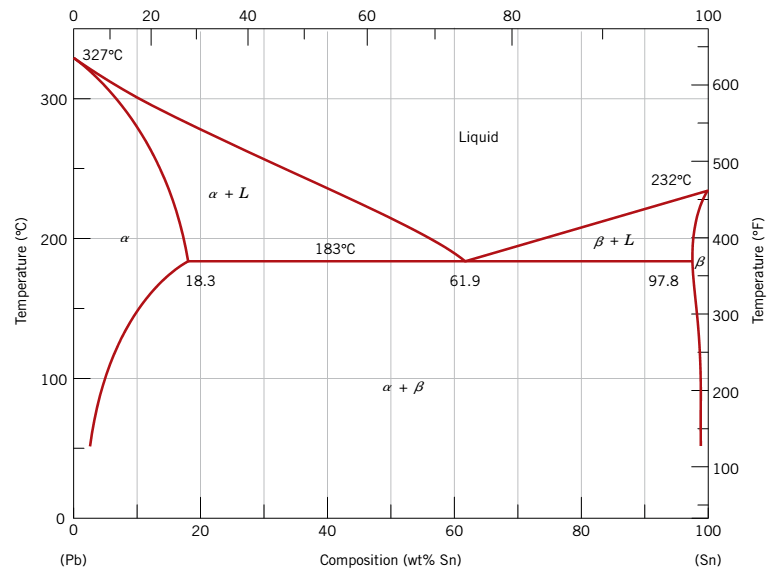 0 20 40 60 80 100
327°C
600
300
Liquid
500
232°C
α + L
200
α
183°C
β + L
400
β
18.3
61.9
97.8
300
Temperature (°C)
Temperature (°F)
100
α + β
200
100
0
0 20 40 60 80 100
(Pb) Composition (wt% Sn) (Sn)